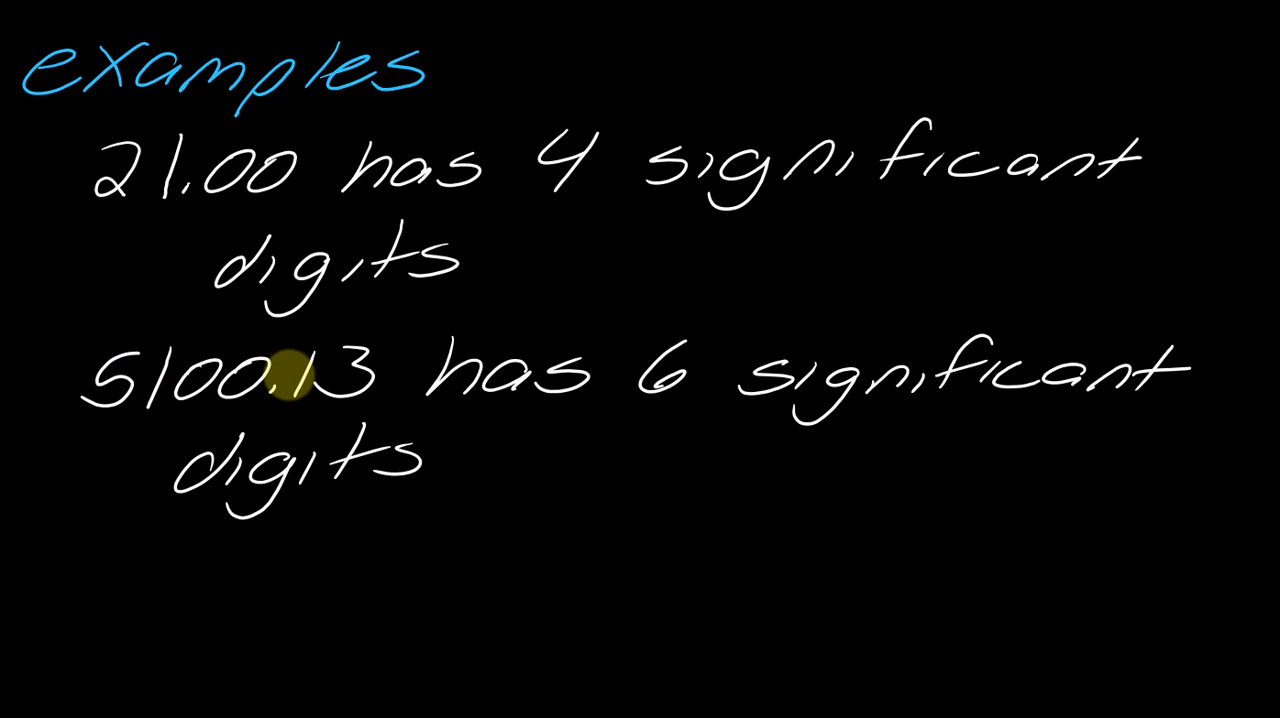 examples
21.00 has 4 significant
digits
5100.13 has 6 significant
digits